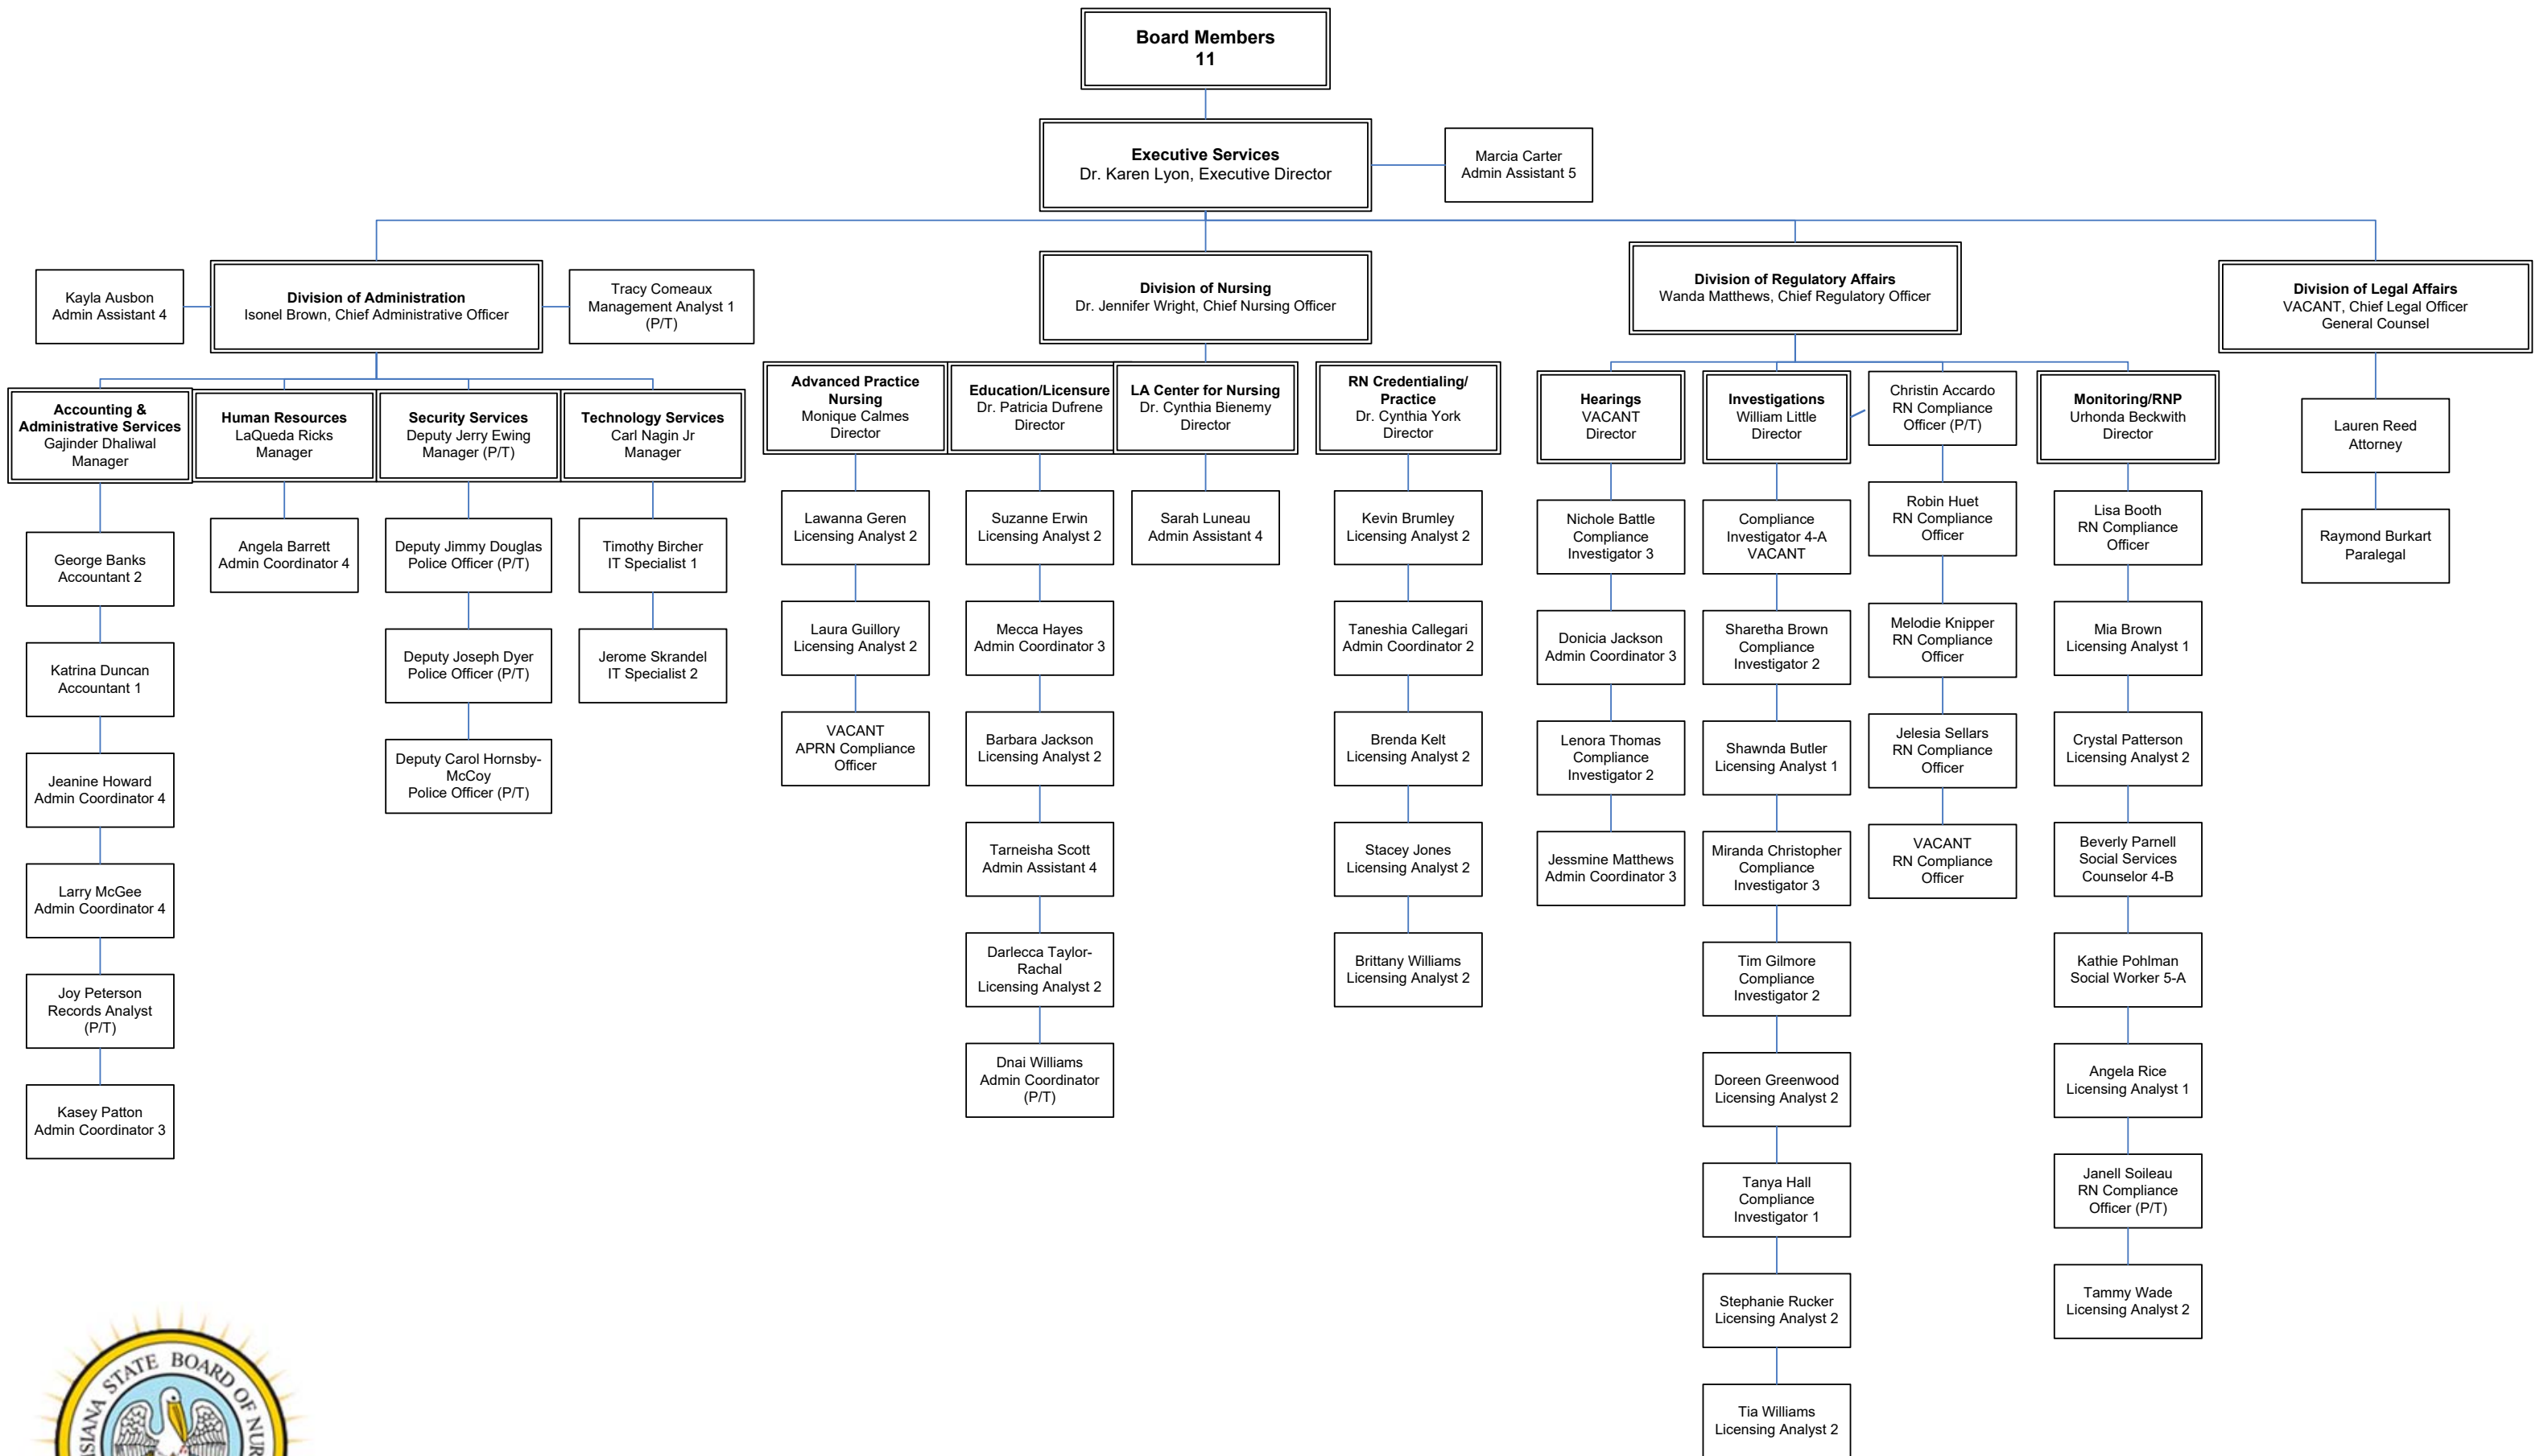 Board Members
11
Executive Services
Dr. Karen Lyon, Executive Director
Marcia Carter
Admin Assistant 5
Kayla Ausbon
Admin Assistant 4
Division of Administration
Isonel Brown, Chief Administrative Officer
Tracy Comeaux
Management Analyst 1
(P/T)
Division of Nursing
Dr. Jennifer Wright, Chief Nursing Officer
Division of Regulatory Affairs
Wanda Matthews, Chief Regulatory Officer
Division of Legal Affairs
VACANT, Chief Legal Officer
General Counsel
Accounting &
Administrative Services
Gajinder Dhaliwal
Manager
George Banks
Accountant 2
Katrina Duncan
Accountant 1
Jeanine Howard
Admin Coordinator 4
Larry McGee
Admin Coordinator 4
Joy Peterson
Records Analyst
(P/T)
Kasey Patton
Admin Coordinator 3
Human Resources
LaQueda Ricks
Manager
Angela Barrett
Admin Coordinator 4
Security Services
Deputy Jerry Ewing
Manager (P/T)
Deputy Jimmy Douglas
Police Officer (P/T)
Deputy Joseph Dyer
Police Officer (P/T)
Deputy Carol Hornsby-
McCoy
Police Officer (P/T)
Technology Services
Carl Nagin Jr
Manager
Timothy Bircher
IT Specialist 1
Jerome Skrandel
IT Specialist 2
Advanced Practice
Nursing
Monique Calmes
Director
Lawanna Geren
Licensing Analyst 2
Laura Guillory
Licensing Analyst 2
VACANT
APRN Compliance
Officer
Education/Licensure
Dr. Patricia Dufrene
Director
Suzanne Erwin
Licensing Analyst 2
Mecca Hayes
Admin Coordinator 3
Barbara Jackson
Licensing Analyst 2
Tarneisha Scott
Admin Assistant 4
Darlecca Taylor-
Rachal
Licensing Analyst 2
Dnai Williams
Admin Coordinator
(P/T)
LA Center for Nursing
Dr. Cynthia Bienemy
Director
Sarah Luneau
Admin Assistant 4
RN Credentialing/
Practice
Dr. Cynthia York
Director
Kevin Brumley
Licensing Analyst 2
Taneshia Callegari
Admin Coordinator 2
Brenda Kelt
Licensing Analyst 2
Stacey Jones
Licensing Analyst 2
Brittany Williams
Licensing Analyst 2
Hearings
VACANT
Director
Nichole Battle
Compliance
Investigator 3
Donicia Jackson
Admin Coordinator 3
Lenora Thomas
Compliance
Investigator 2
Jessmine Matthews
Admin Coordinator 3
Investigations
William Little
Director
Compliance
Investigator 4-A
VACANT
Sharetha Brown
Compliance
Investigator 2
Shawnda Butler
Licensing Analyst 1
Miranda Christopher
Compliance
Investigator 3
Tim Gilmore
Compliance
Investigator 2
Doreen Greenwood
Licensing Analyst 2
Tanya Hall
Compliance
Investigator 1
Stephanie Rucker
Licensing Analyst 2
Tia Williams
Licensing Analyst 2
Christin Accardo
RN Compliance
Officer (P/T)
Robin Huet
RN Compliance
Officer
Melodie Knipper
RN Compliance
Officer
Jelesia Sellars
RN Compliance
Officer
VACANT
RN Compliance
Officer
Monitoring/RNP
Urhonda Beckwith
Director
Lisa Booth
RN Compliance
Officer
Mia Brown
Licensing Analyst 1
Crystal Patterson
Licensing Analyst 2
Beverly Parnell
Social Services
Counselor 4-B
Kathie Pohlman
Social Worker 5-A
Angela Rice
Licensing Analyst 1
Janell Soileau
RN Compliance
Officer (P/T)
Tammy Wade
Licensing Analyst 2
Lauren Reed
Attorney
Raymond Burkart
Paralegal
SIANA STATE BOARD OF NUR